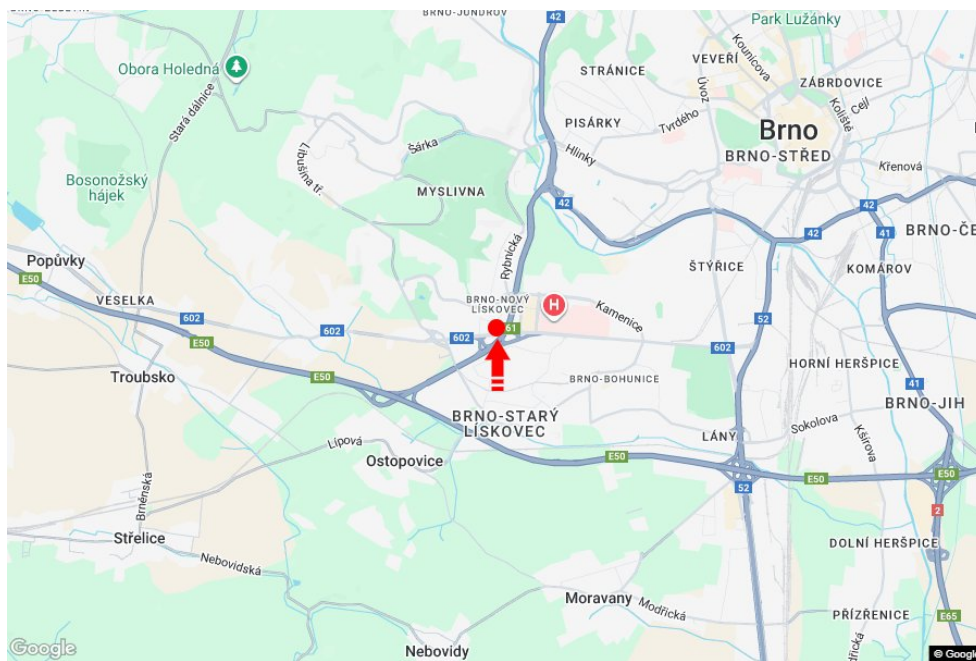 BRNO-JUNDROV
Park Lužánky
VEVEŘÍ
Kounicova
Obora Holedná
42
STRÁNICE
ZÁBRDOVICE
Úvoz
Cejl
Koliště
Stará dálnice
PISÁRKY
Tvrdého
Brno
BRNO-STŘED
Šárka
Hlinky
Křenová
Libušina tř.
Bosonožský
hájek
MYSLIVNA
42
42
42
41
BRNO-ČE
Rybnická
Popůvky
ŠTÝŘICE
KOMÁROV
E50
VESELKA
BRNO-NOVÝ
LÍSKOVEC
H
Kamenice
602
602
E50
602
61
52
602
HORNÍ HERŠPICE
Troubsko
E50
BRNO-BOHUNICE
41
BRNO-STARÝ
LÍSKOVEC
BRNO-JIH
Sokolova
Kšírova
LÁNY
Lípová
Ostopovice
E50
E50
E50
52
Brněnská
2
Střelice
DOLNÍ HERŠPICE
Nebovidská
Moravany
Modřická
PŘÍZŘENICE
E65
Nebovidy
Google
© Googl